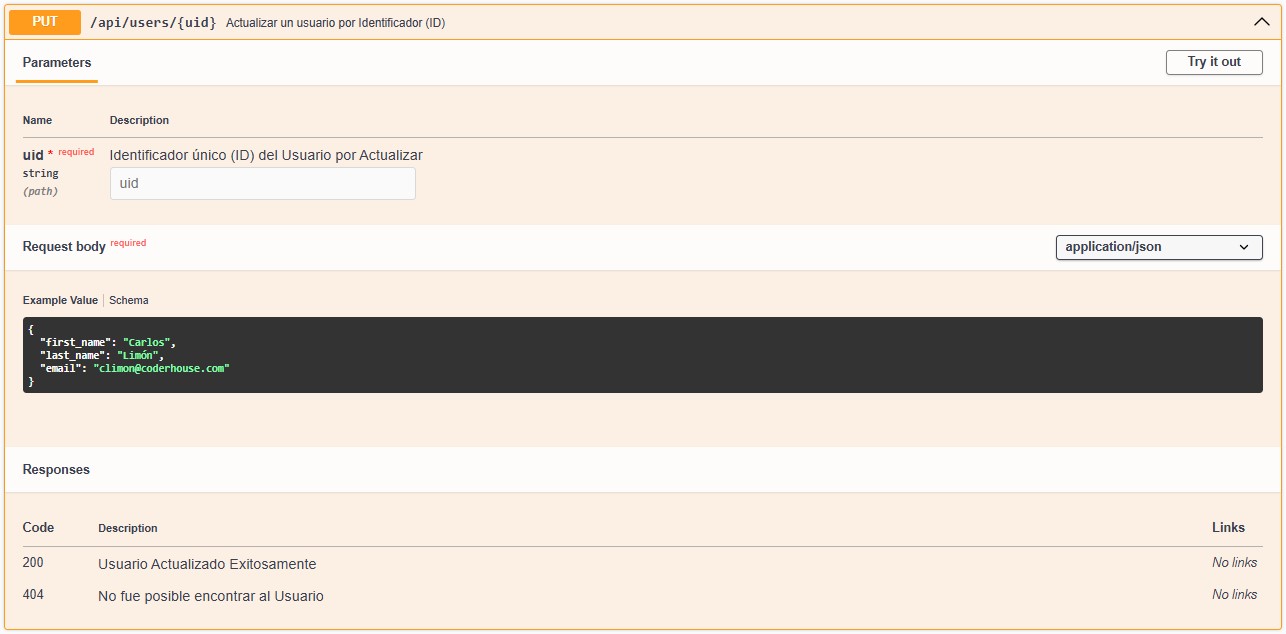 PUT /api/users/{uid} Actualizar un usuario por Identificador (ID)
Parameters
Try it out
Name Description
uid * required Identificador único (ID) del Usuario por Actualizar
string
(path)
uid
Request body required
application/json
Example Value Schema
{
"first_name": "Carlos",
"last_name": "Limón",
"email": "climon@coderhouse.com"
}
Responses
Code Description Links
200 Usuario Actualizado Exitosamente No links
404 No fue posible encontrar al Usuario No links